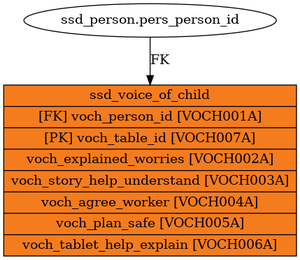 ssd_person.pers_person_id
FK
ssd_voice_of_child
[FK] voch_person_id [VOCH001A]
[PK] voch_table_id [VOCH007A]
voch_explained_worries [VOCH002A]
voch_story_help_understand [VOCH003A]
voch_agree_worker [VOCH004A]
voch_plan_safe [VOCH005A]
voch_tablet_help_explain [VOCH006A]